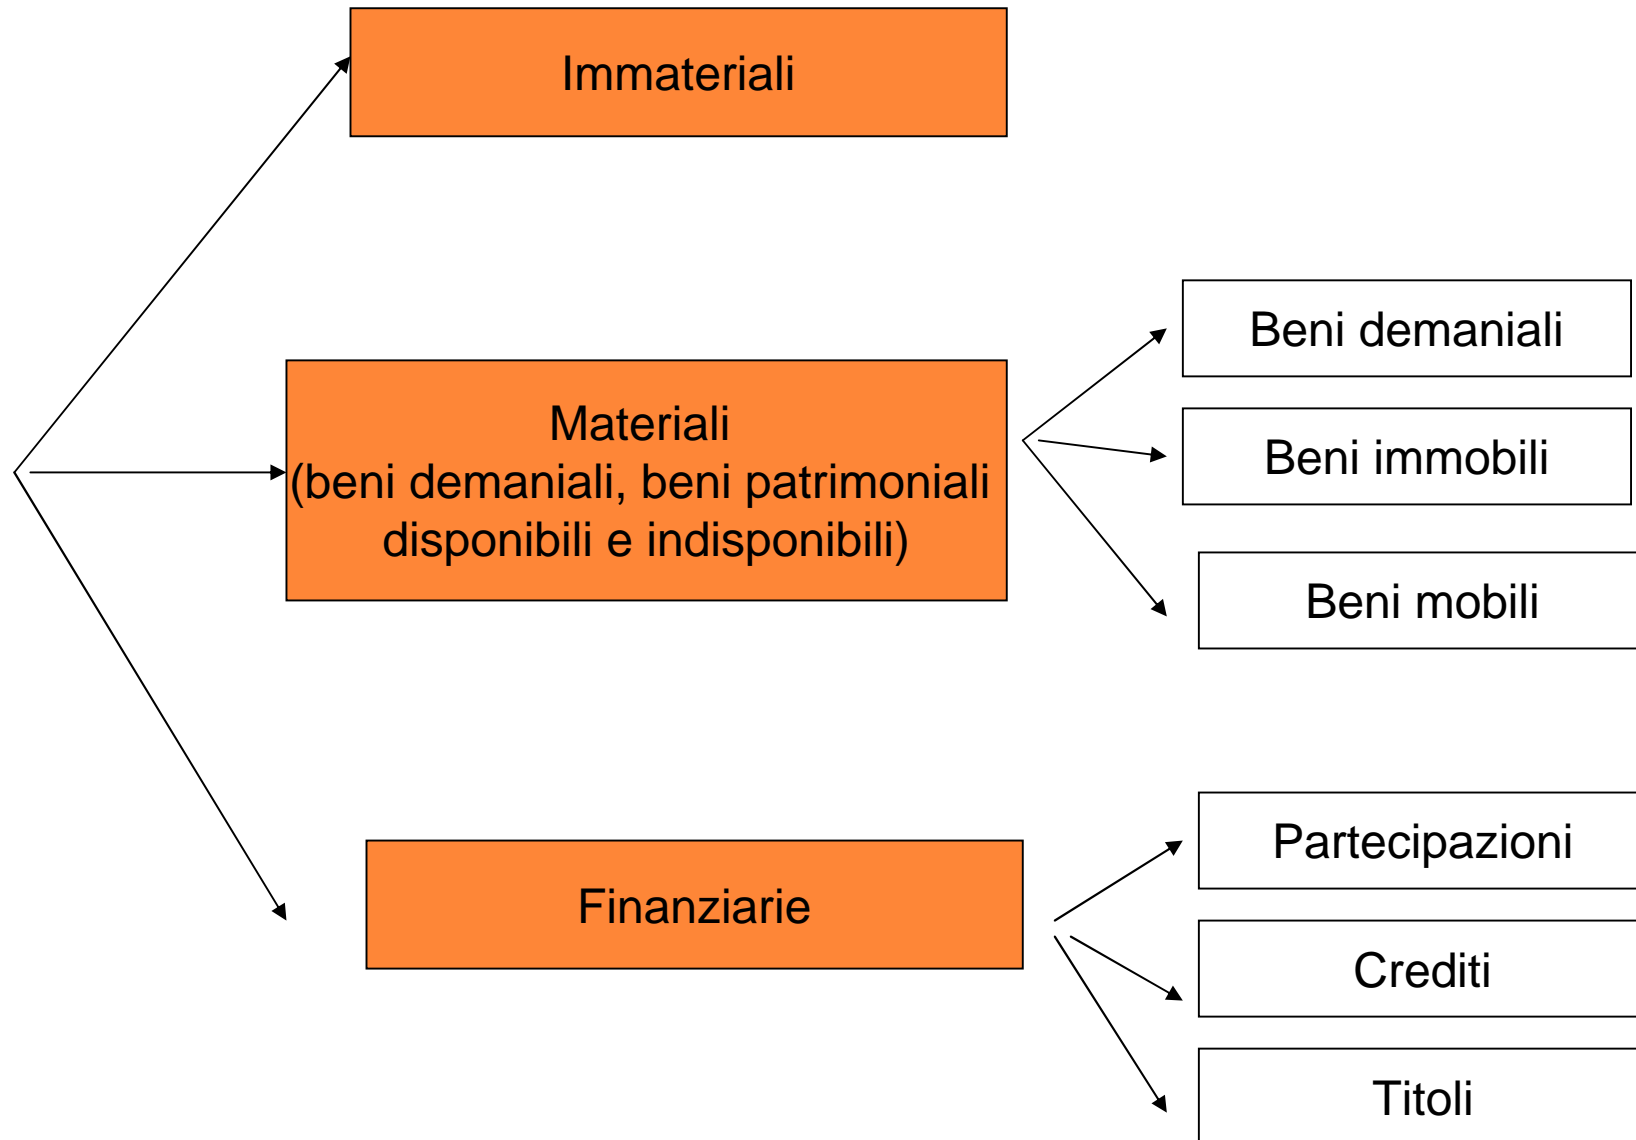 Immateriali
Materiali
(beni demaniali, beni patrimoniali
disponibili e indisponibili)
Beni demaniali
Beni immobili
Beni mobili
Finanziarie
Partecipazioni
Crediti
Titoli